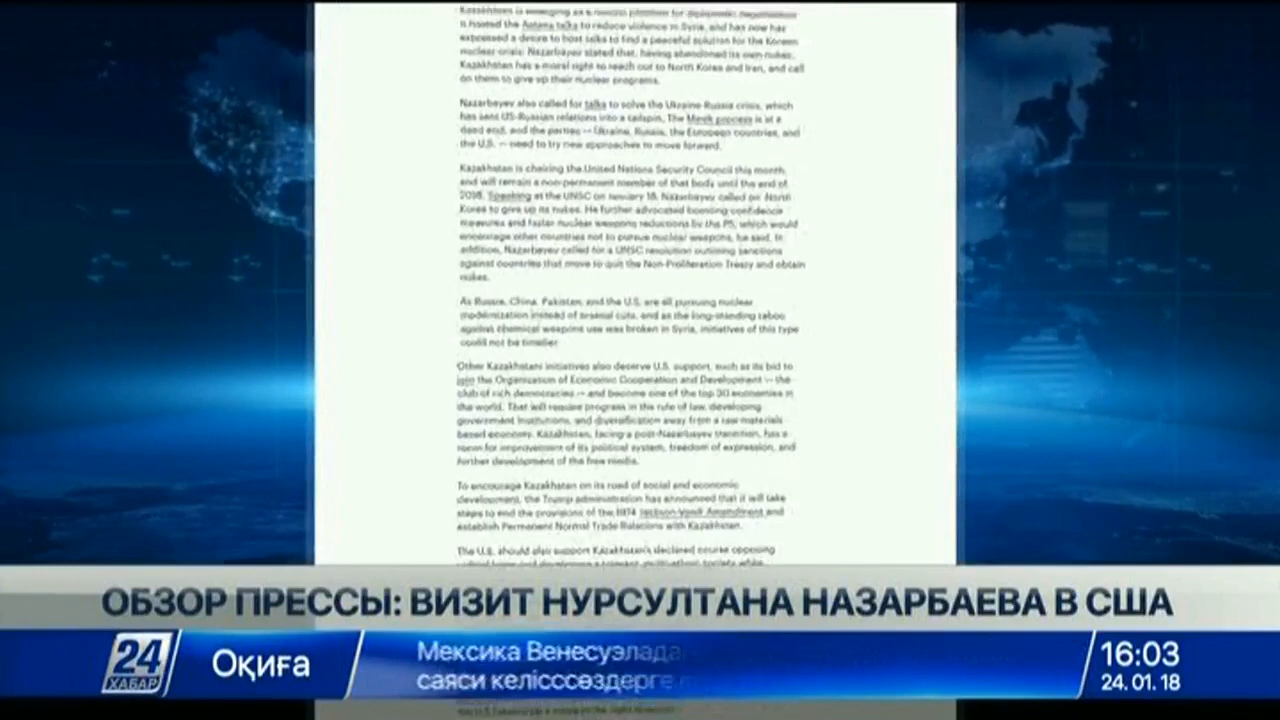 Kazakhstan is emerging as a
is hosted the Astana talks to reduce violence in Syria, and has now has
expressed a desire to host talks to find a peaceful solution for the Korean
nuclear crisis. Nazarbayev stated that, having abandoned its own nukes,
Kazakhstan has a moral right to reach out to North Korea and Iran, and call
on them to give up their nuclear programs.
Nazarbayev also called for talks to solve the Ukraine-Russia crisis, which
has sent US-Russian relations into a tailspin. The Minsk process is at a
dead end, and the parties — Ukraine, Russia, the European countries, and
the U.S. — need to try new approaches to move forward.
Kazakhstan is chairing the United Nations Security Council this month,
and will remain a non-permanent member of that body until the end of
2018. Speaking at the UNSC on January 18, Nazarbayev called on North
Korea to give up its nukes. He further advocated boosting confidence
measures and faster nuclear weapons reductions by the P5, which would
encourage other countries not to pursue nuclear weapons, he said. In
addition, Nazarbayev called for a UNSC resolution outlining sanctions
against countries that move to quit the Non-Proliferation Treaty and obtain
nukes.
As Russia, China, Pakistan, and the U.S. are all pursuing nuclear
modernization instead of arsenal cuts, and as the long-standing taboo
against chemical weapons use was broken in Syria, initiatives of this type
could not be timelier.
Other Kazakhstani initiatives also deserve U.S. support, such as its bid to
join the Organization of Economic Cooperation and Development — the
club of rich democracies — and become one of the top 30 economies in
the world. That will require progress in the rule of law, developing
government institutions, and diversification away from a raw materials-
based economy. Kazakhstan, facing a post-Nazarbayev transition, has a
room for improvement of its political system, freedom of expression, and
further development of the free media.
To encourage Kazakhstan on its road of social and economic
development, the Trump administration has announced that it will take
steps to end the provisions of the 1974 Jackson-Vanik Amendment and
establish Permanent Normal Trade Relations with Kazakhstan.
The U.S. should also support Kazakhstan's declared course opposing
ОБЗОР ПРЕССЫ: ВИЗИТ НУРСУЛТАНА НАЗАРБАЕВА В США
24
ХАБАР
Оқиға
Мексика Венесуэлада
саяси келісссөздерге
16:03
24.01.18